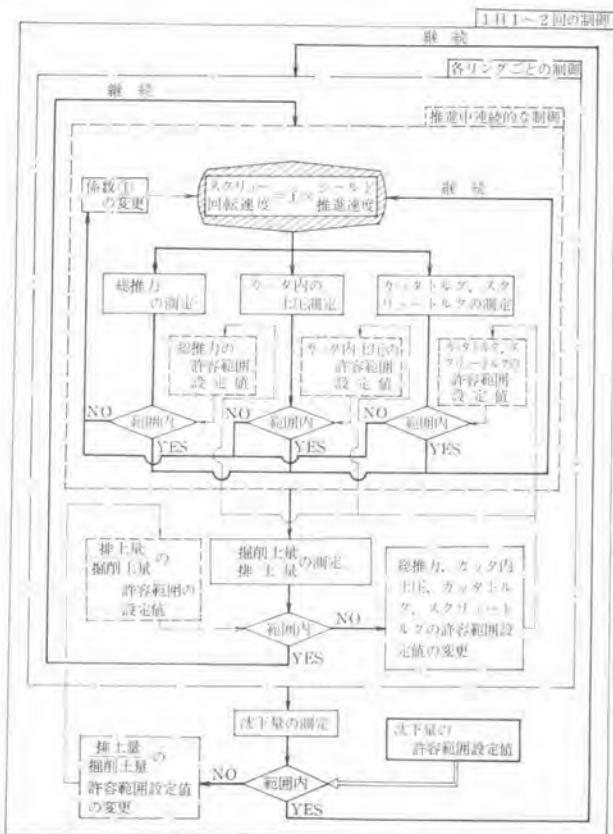 1日1～2回の制御
継続
各リングごとの制御
継続
推進中連続的な制御
係数①
の変更
スクリュー
回転速度
＝ｆ×
シールド
推進速度
継続
総推力
の測定
カッタ内の
土圧測定
カッタトルク、スク
リュートルクの測定
総推力の
許容範囲
設定値
カッタ内土圧の
許容範囲
設定値
カッタトルク、ス
クリュートルクの
許容範囲
設定値
NO
範囲内
YES
NO
範囲内
YES
NO
範囲内
YES
排土量
掘削土量
の
許容範囲の
設定値
掘削土量
排土量
の測定
総推力、カッタ内
土圧、カッタトル
ク、スクリュート
ルクの許容範囲設
定値の変更
範囲内
NO
YES
沈下量の測定
沈下量の
許容範囲設定値
排土量
掘削土量
の
許容範囲設定値
の変更
NO
範囲内
YES